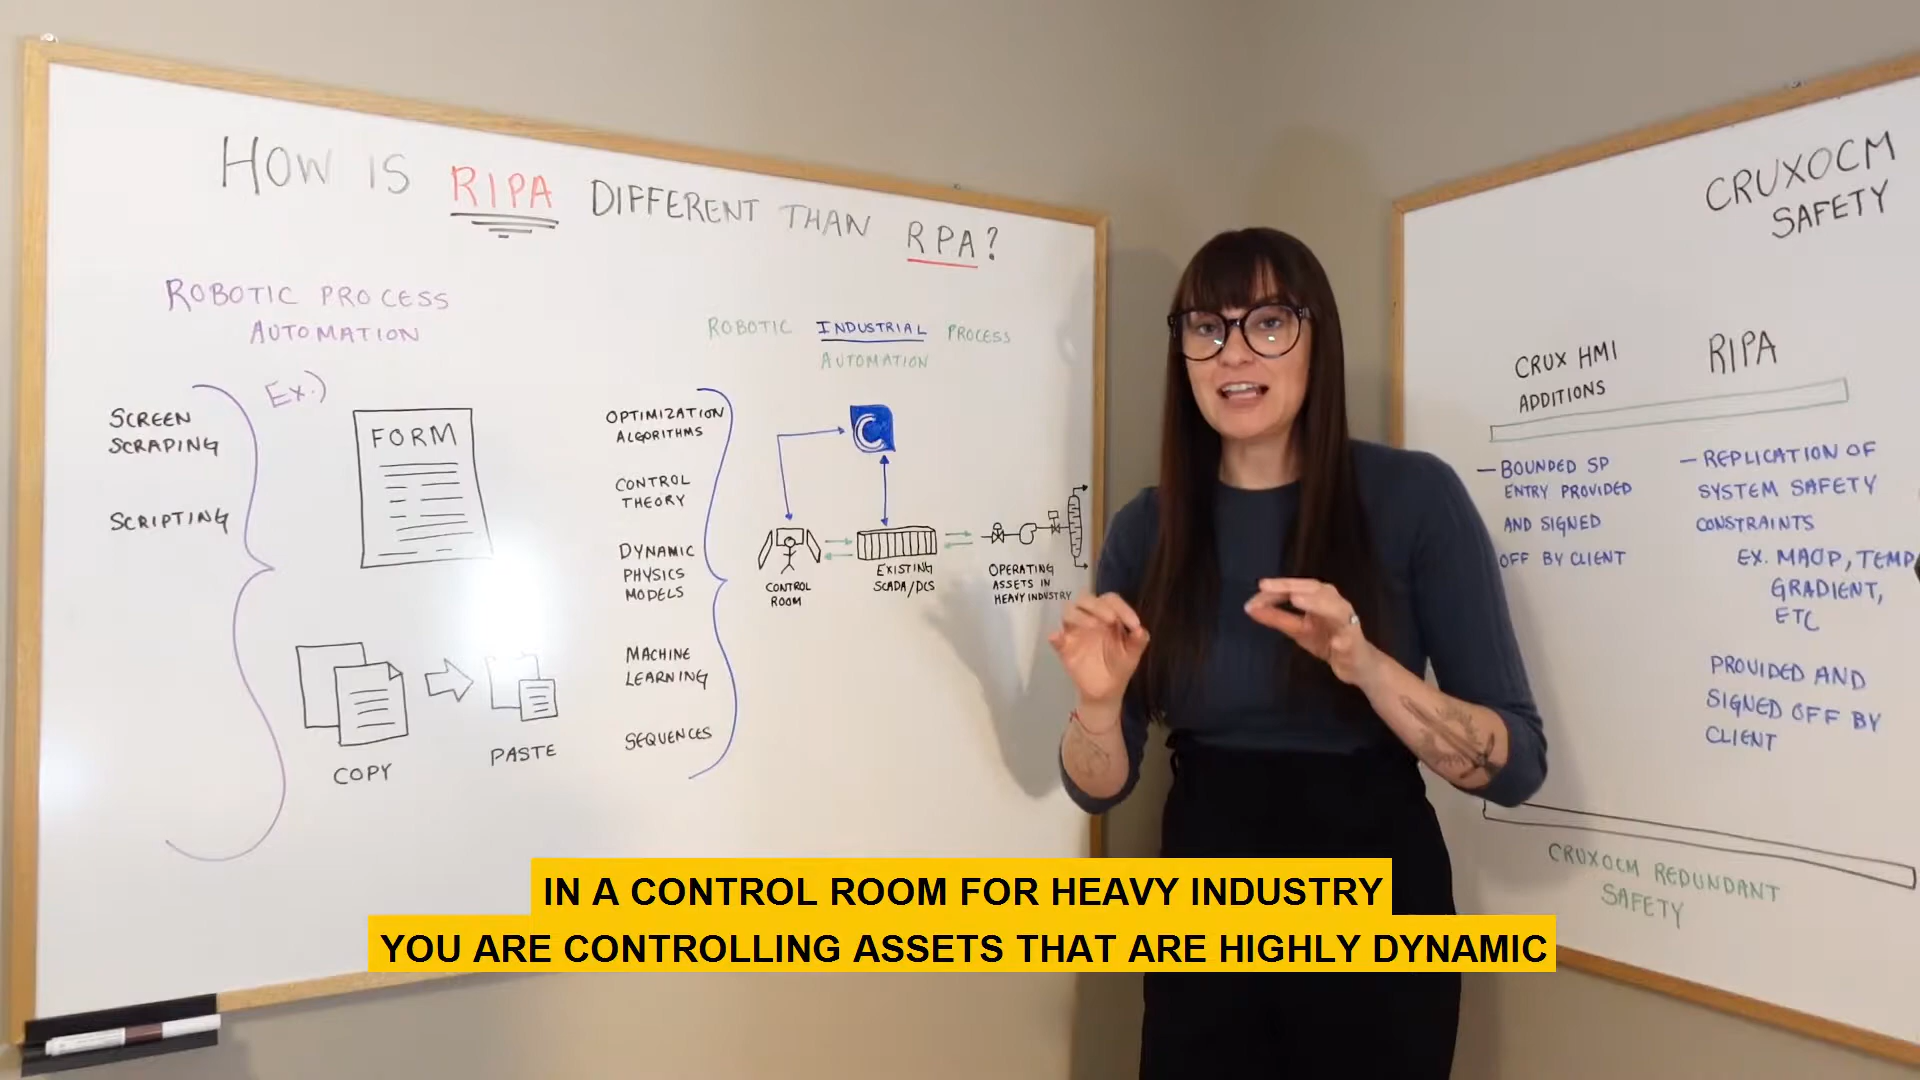 HOW IS RIPA DIFFERENT THAN RPA?
ROBOTIC PROCESS
AUTOMATION
SCREEN
SCRAPING
SCRIPTING
Ex.)
FORM
COPY
PASTE
ROBOTIC INDUSTRIAL PROCESS
AUTOMATION
OPTIMIZATION
ALGORITHMS
CONTROL
THEORY
DYNAMIC
PHYSICS
MODELS
MACHINE
LEARNING
SEQUENCES
C
CONTROL
ROOM
EXISTING
SCADA/DCS
OPERATING
ASSETS IN
HEAVY INDUSTRY
CRUXOCM
SAFETY
CRUX HMI
ADDITIONS
RIPA
- BOUNDED SP
ENTRY PROVIDED
AND SIGNED
OFF BY CLIENT
- REPLICATION OF
SYSTEM SAFETY
CONSTRAINTS
EX. MAOP, TEMP
GRADIENT,
ETC
PROVIDED AND
SIGNED OFF BY
CLIENT
CRUXOCM REDUNDANT
SAFETY
IN A CONTROL ROOM FOR HEAVY INDUSTRY
YOU ARE CONTROLLING ASSETS THAT ARE HIGHLY DYNAMIC